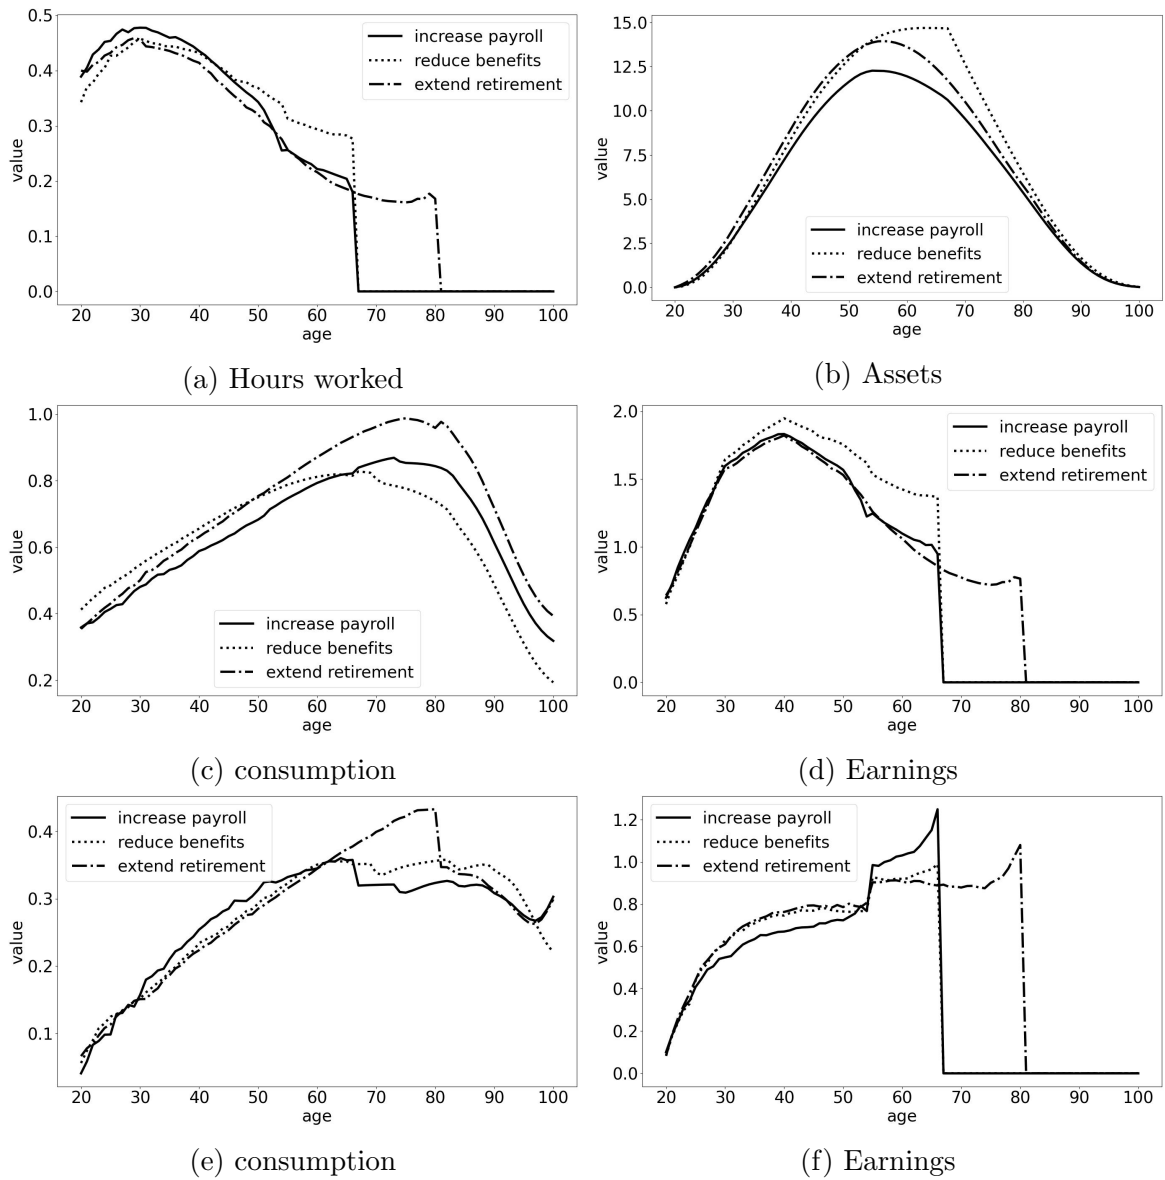 0.5
0.4
0.3
0.2
0.1
0.0
value
increase payroll
reduce benefits
extend retirement
20 30 40 50 60 70 80 90 100
age
(a) Hours worked
15.0
12.5
10.0
7.5
5.0
2.5
0.0
value
increase payroll
reduce benefits
extend retirement
20 30 40 50 60 70 80 90 100
age
(b) Assets
1.0
0.8
0.6
0.4
0.2
value
increase payroll
reduce benefits
extend retirement
20 30 40 50 60 70 80 90 100
age
(c) consumption
2.0
1.5
1.0
0.5
0.0
value
increase payroll
reduce benefits
extend retirement
20 30 40 50 60 70 80 90 100
age
(d) Earnings
0.4
0.3
0.2
0.1
value
increase payroll
reduce benefits
extend retirement
20 30 40 50 60 70 80 90 100
age
(e) consumption
1.2
1.0
0.8
0.6
0.4
0.2
0.0
value
increase payroll
reduce benefits
extend retirement
20 30 40 50 60 70 80 90 100
age
(f) Earnings